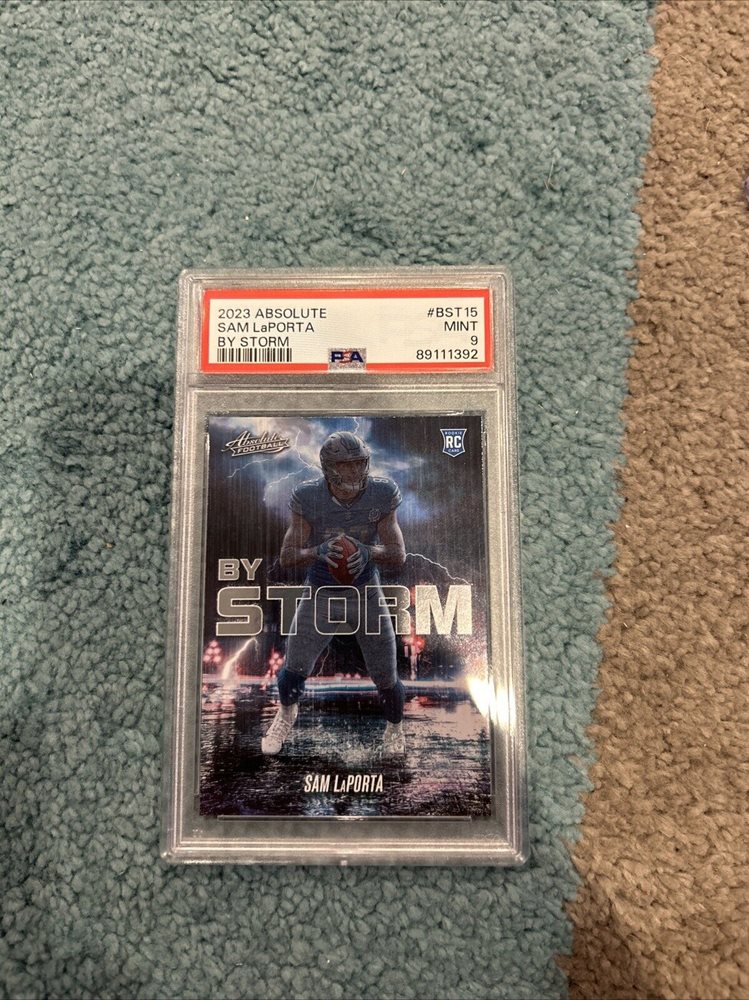 2023 ABSOLUTE #BST15
SAM LaPORTA MINT
BY STORM 9
PSA 89111392
Absolute
FOOTBALL
ROOKIE
RC
CARD
BY
STORM
SAM LaPORTA